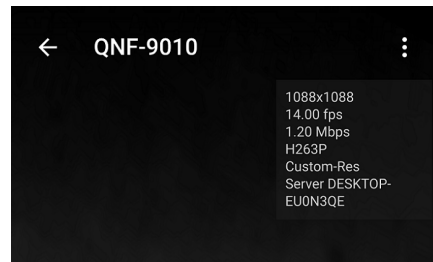 QNF-9010
1088x1088
14.00 fps
1.20 Mbps
H263P
Custom-Res
Server DESKTOP-
EU0N3QE